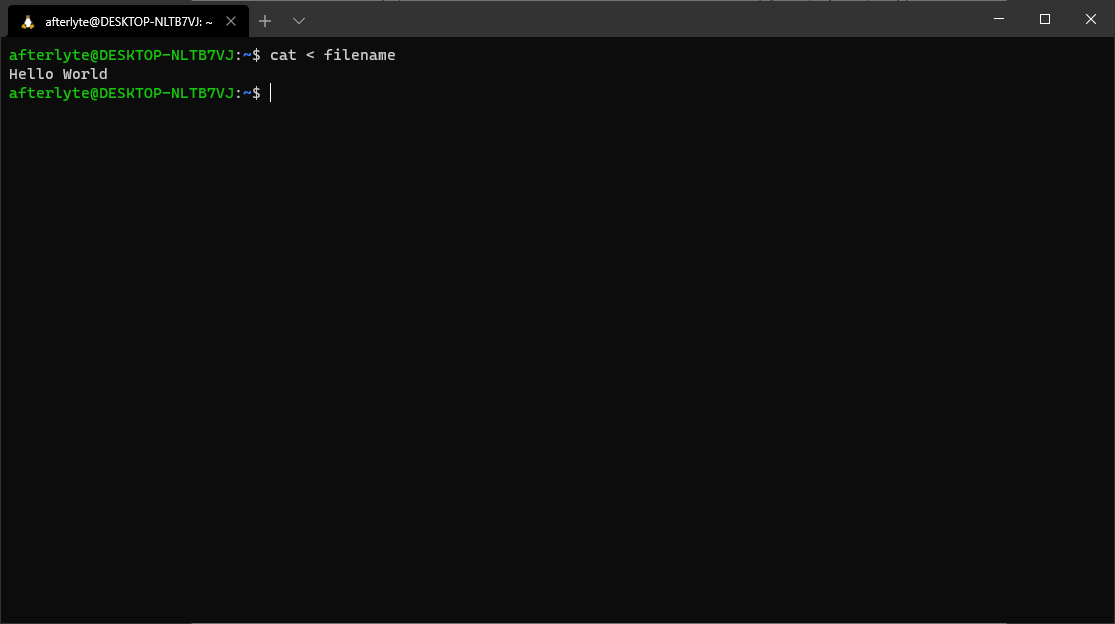 afterlyte@DESKTOP-NLTB7VJ: ~
afterlyte@DESKTOP-NLTB7VJ:~$ cat < filename
Hello World
afterlyte@DESKTOP-NLTB7VJ:~$